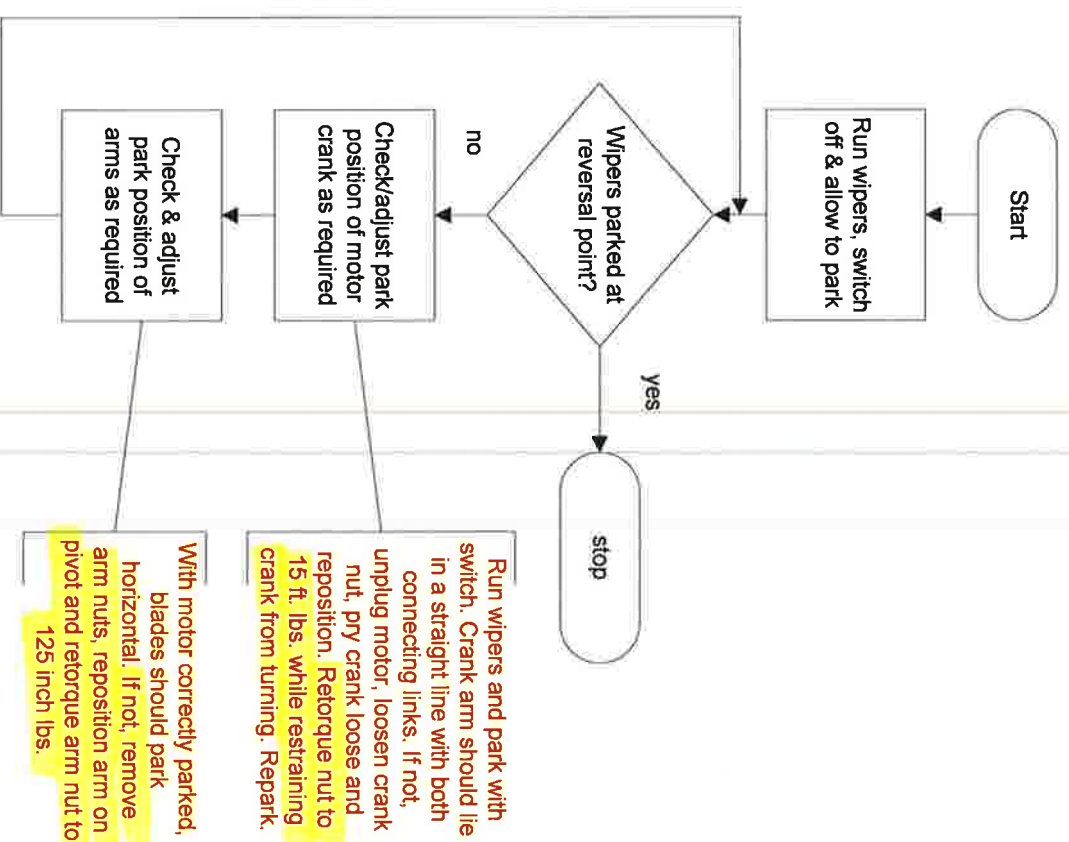 Start
Run wipers, switch
off & allow to park
Wipers parked at
reversal point?
yes
stop
no
Check/adjust park
position of motor
crank as required
Run wipers and park with
switch. Crank arm should lie
in a straight line with both
connecting links. If not,
unplug motor, loosen crank
nut, pry crank loose and
reposition. Retorque nut to
15 ft. lbs. while restraining
crank from turning. Repark.
Check & adjust
park position of
arms as required
With motor correctly parked,
blades should park
horizontal. If not, remove
arm nuts, reposition arm on
pivot and retorque arm nut to
125 inch lbs.